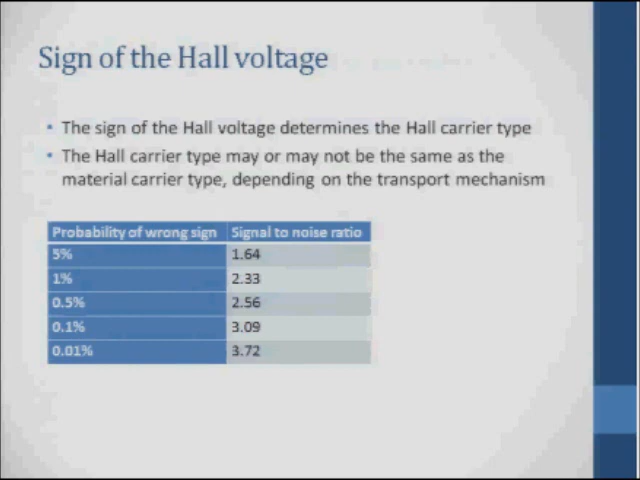 Sign of the Hall voltage
• The sign of the Hall voltage determines the Hall carrier type
• The Hall carrier type may or may not be the same as the
material carrier type, depending on the transport mechanism
Probability of wrong sign Signal to noise ratio
5% 1.64
1% 2.33
0.5% 2.56
0.1% 3.09
0.01% 3.72